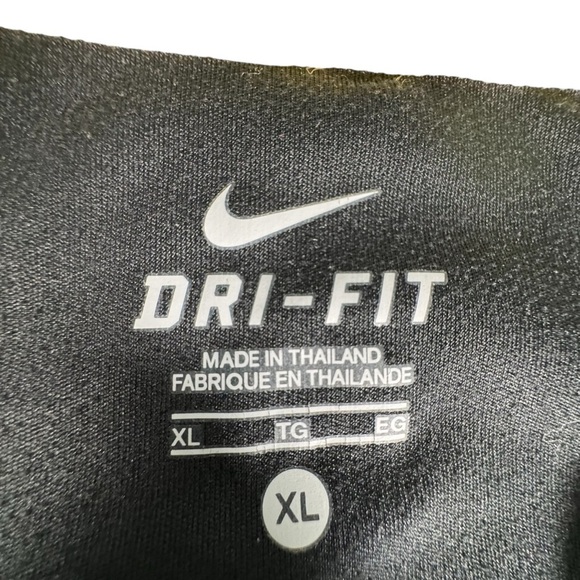 DRI-FIT
MADE IN THAILAND
FABRIQUE EN THAILANDE
XL TG EG
XL